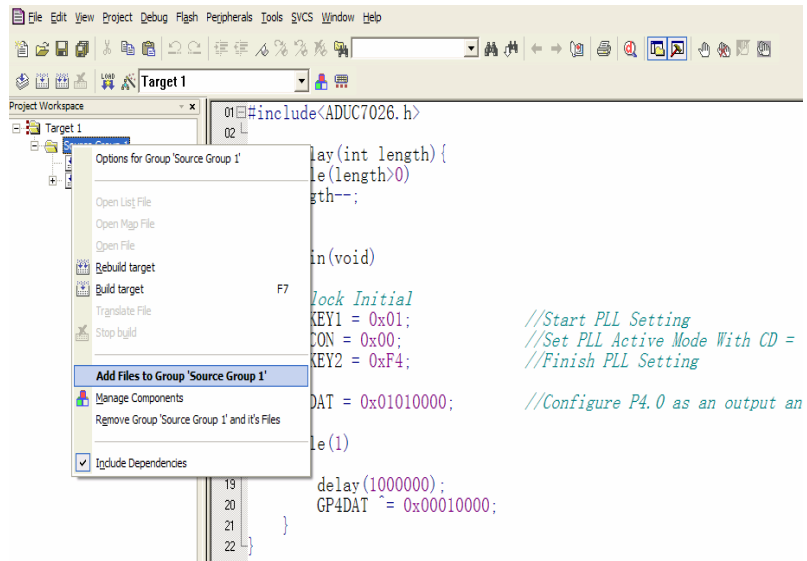 File Edit View Project Debug Flash Peripherals Tools SVCS Window Help
LOAD Target 1
Project Workspace
Target 1
Options for Group 'Source Group 1'
Open List File
Open Map File
Open File
Rebuild target
Build target F7
Translate File
Stop build
Add Files to Group 'Source Group 1'
Manage Components
Remove Group 'Source Group 1' and it's Files
Include Dependencies
01 #include<ADUC7026.h>
02
lay(int length){
le(length>0)
gth--;
in(void)
lock Initial
KEY1 = 0x01; //Start PLL Setting
CON = 0x00; //Set PLL Active Mode With CD =
KEY2 = 0xF4; //Finish PLL Setting
DAT = 0x01010000; //Configure P4.0 as an output an
le(1)
19 delay(1000000);
20 GP4DAT ^= 0x00010000;
21 }
22 }